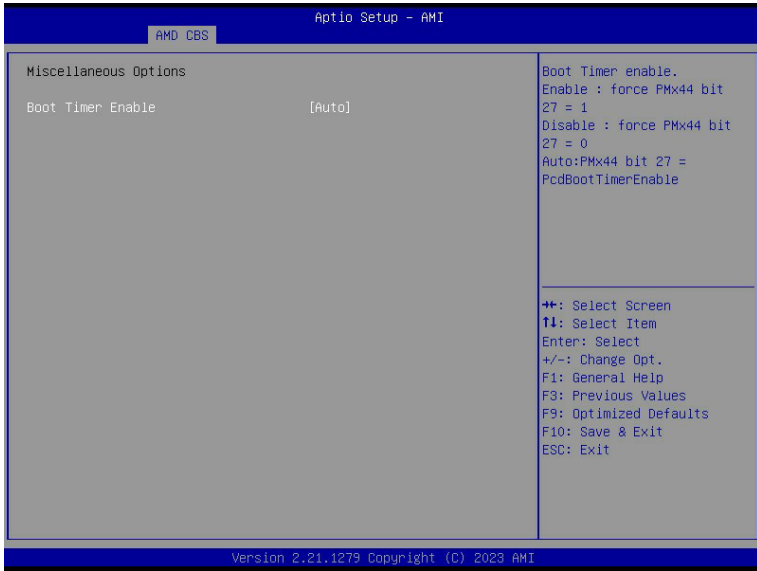 Aptio Setup – AMI
AMD CBS
Miscellaneous Options
Boot Timer Enable [Auto]
Boot Timer enable.
Enable : force PMx44 bit
27 = 1
Disable : force PMx44 bit
27 = 0
Auto:PMx44 bit 27 =
PcdBootTimerEnable
→←: Select Screen
↑↓: Select Item
Enter: Select
+/-: Change Opt.
F1: General Help
F3: Previous Values
F9: Optimized Defaults
F10: Save & Exit
ESC: Exit
Version 2.21.1279 Copyright (C) 2023 AMI